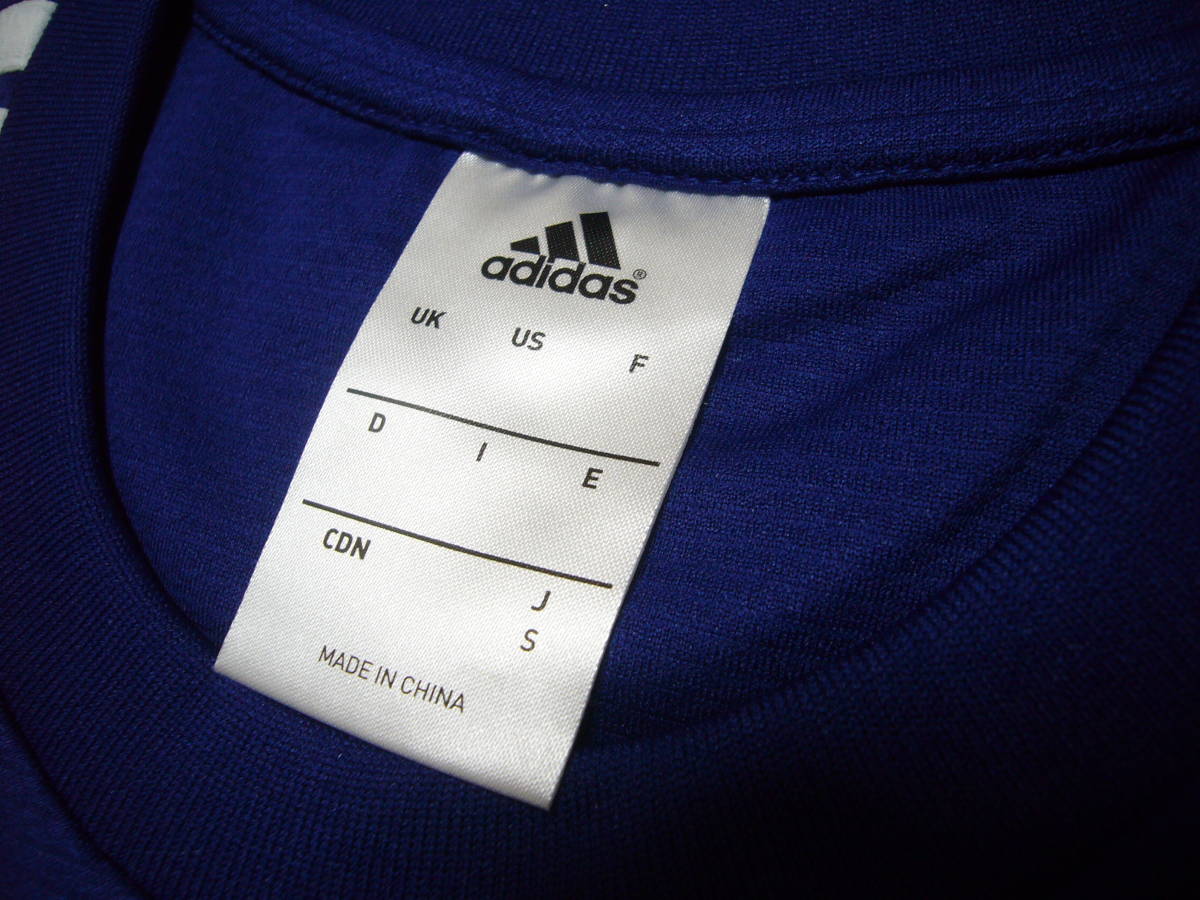 adidas®
UK US F
D I E
CDN J
S
MADE IN CHINA